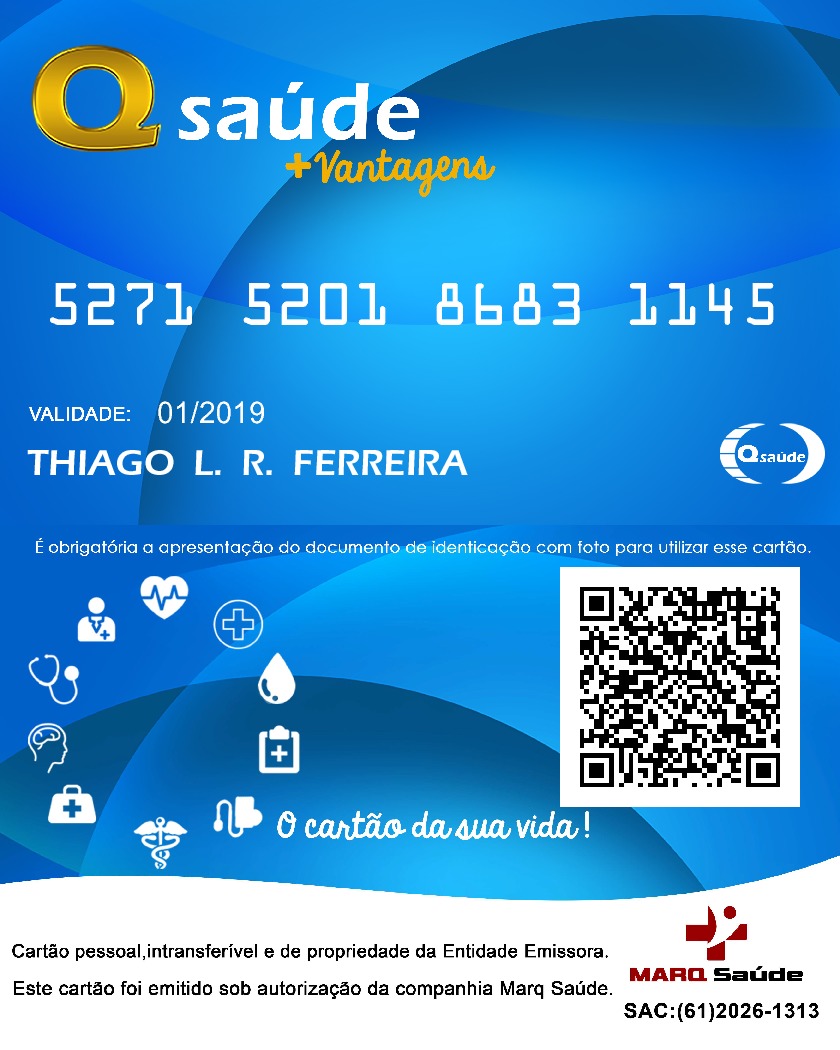 Q saúde
+Vantagens
5271 5201 8683 1145
VALIDADE: 01/2019
THIAGO L. R. FERREIRA
Qsaúde
É obrigatória a apresentação do documento de identicação com foto para utilizar esse cartão.
O cartão da sua vida!
Cartão pessoal,intransferível e de propriedade da Entidade Emissora.
Este cartão foi emitido sob autorização da companhia Marq Saúde.
MARQ Saúde
SAC:(61)2026-1313